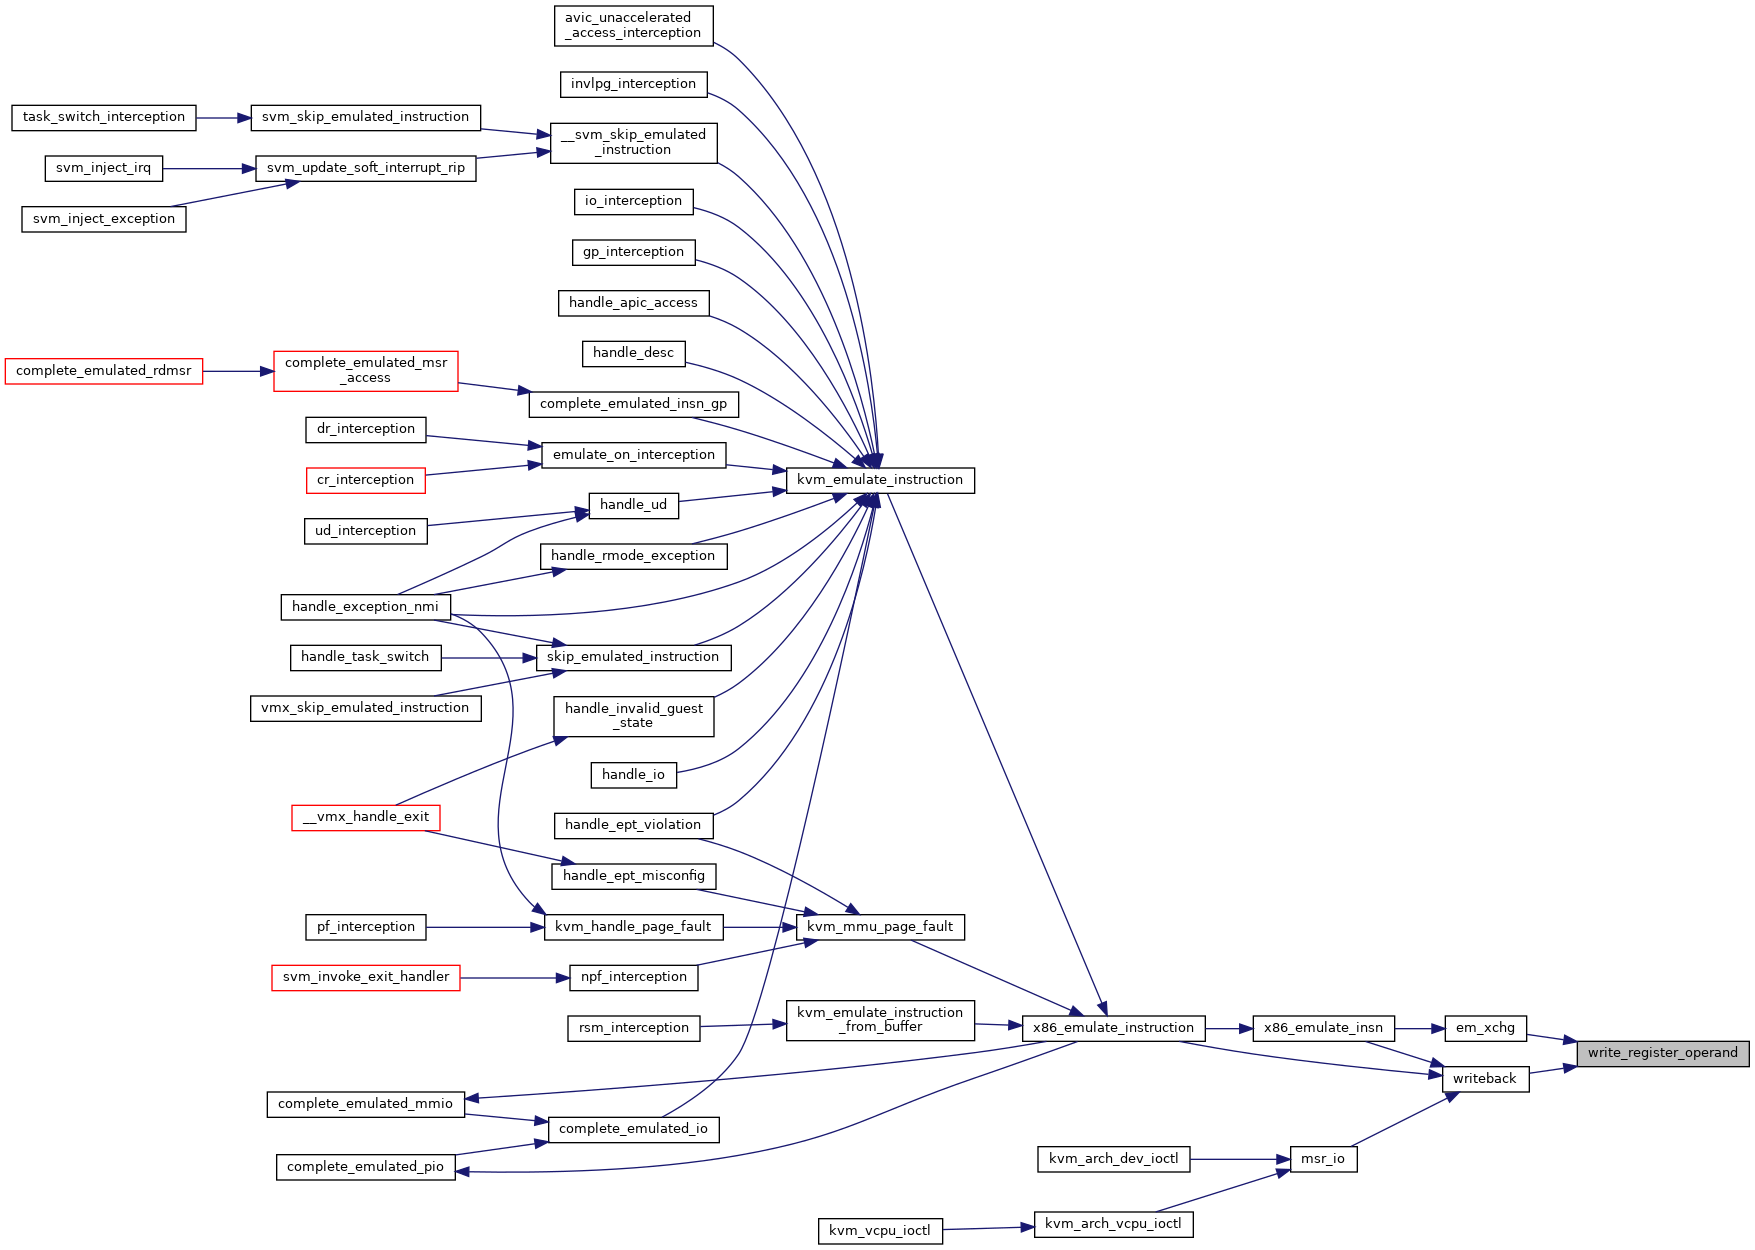 avic_unaccelerated
_access_interception
invlpg_interception
task_switch_interception
svm_skip_emulated_instruction
__svm_skip_emulated
_instruction
svm_inject_irq
svm_update_soft_interrupt_rip
svm_inject_exception
io_interception
gp_interception
handle_apic_access
handle_desc
complete_emulated_rdmsr
complete_emulated_msr
_access
complete_emulated_insn_gp
dr_interception
emulate_on_interception
cr_interception
kvm_emulate_instruction
handle_ud
ud_interception
handle_rmode_exception
handle_exception_nmi
handle_task_switch
skip_emulated_instruction
vmx_skip_emulated_instruction
handle_invalid_guest
_state
handle_io
__vmx_handle_exit
handle_ept_violation
handle_ept_misconfig
pf_interception
kvm_handle_page_fault
kvm_mmu_page_fault
svm_invoke_exit_handler
npf_interception
rsm_interception
kvm_emulate_instruction
_from_buffer
x86_emulate_instruction
x86_emulate_insn
em_xchg
write_register_operand
writeback
complete_emulated_mmio
complete_emulated_io
complete_emulated_pio
kvm_arch_dev_ioctl
msr_io
kvm_vcpu_ioctl
kvm_arch_vcpu_ioctl